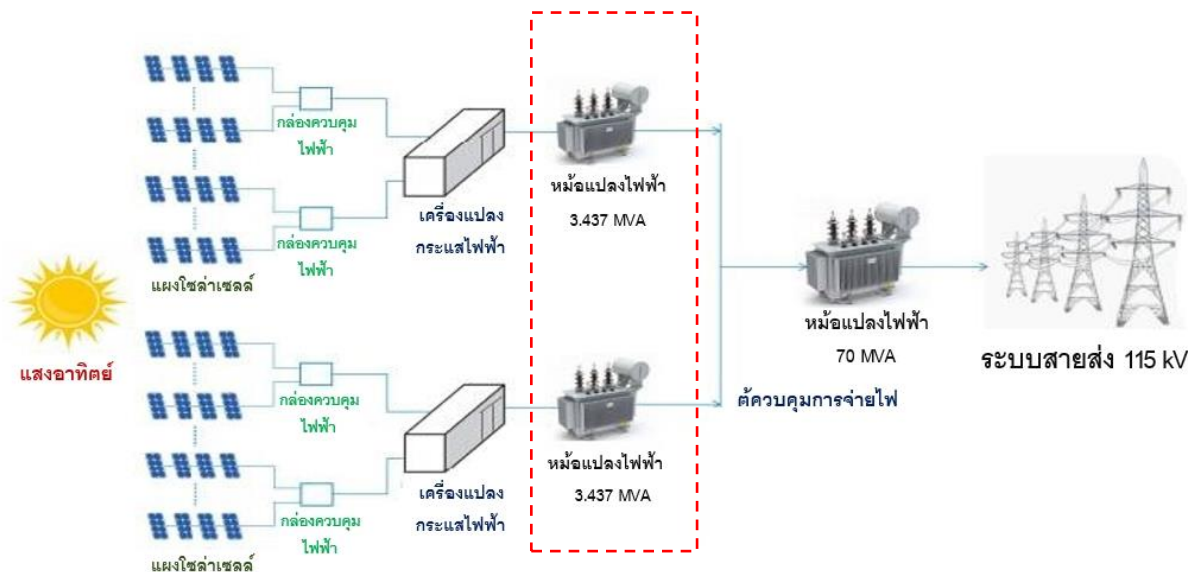 กล่องควบคุม
ไฟฟ้า
กล่องควบคุม
ไฟฟ้า
แผงโซล่าเซลล์
เครื่องแปลง
กระแสไฟฟ้า
หม้อแปลงไฟฟ้า
3.437 MVA
แสงอาทิตย์
หม้อแปลงไฟฟ้า
70 MVA
ระบบสายส่ง 115 kV
ตู้ควบคุมการจ่ายไฟ
กล่องควบคุม
ไฟฟ้า
กล่องควบคุม
ไฟฟ้า
แผงโซล่าเซลล์
เครื่องแปลง
กระแสไฟฟ้า
หม้อแปลงไฟฟ้า
3.437 MVA